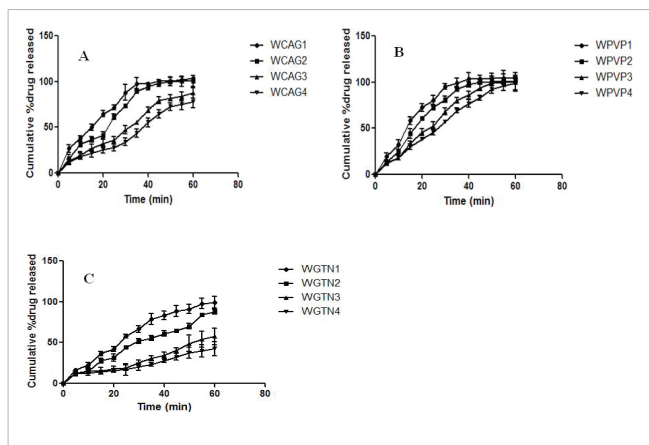 A
WCAG1
WCAG2
WCAG3
WCAG4
Cumulative %drug released
150
100
50
0
0 20 40 60 80
Time (min)
B
WPVP1
WPVP2
WPVP3
WPVP4
Cumulative %drug released
150
100
50
0
0 20 40 60 80
Time (min)
C
WGTN1
WGTN2
WGTN3
WGTN4
Cumulative %drug released
150
100
50
0
0 20 40 60 80
Time (min)